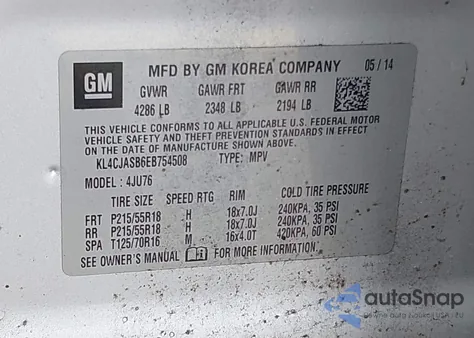 GM
MFD BY GM KOREA COMPANY 05 / 14
GVWR GAWR FRT GAWR RR
4286 LB 2348 LB 2194 LB
THIS VEHICLE CONFORMS TO ALL APPLICABLE U.S. FEDERAL MOTOR
VEHICLE SAFETY AND THEFT PREVENTION STANDARDS IN EFFECT ON
THE DATE OF MANUFACTURE SHOWN ABOVE.
KL4CJASB6EB754508 TYPE: MPV
MODEL : 4JU76
TIRE SIZE SPEED RTG RIM COLD TIRE PRESSURE
FRT P215/55R18 H 18x7.0J 240KPA, 35 PSI
RR P215/55R18 H 18x7.0J 240KPA, 35 PSI
SPA T125/70R16 M 16x4.0T 420KPA, 60 PSI
SEE OWNER'S MANUAL FOR MORE INFORMATION.
autoSnap